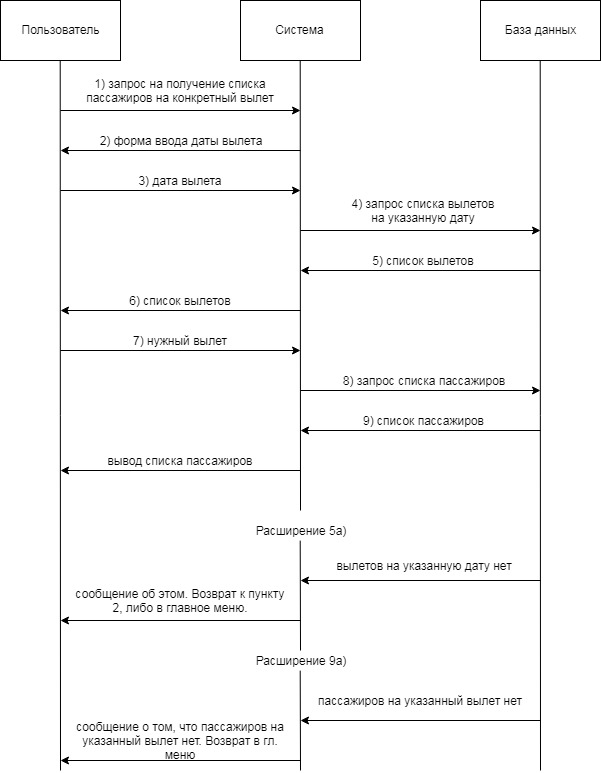 Пользователь
Система
База данных
1) запрос на получение списка
пассажиров на конкретный вылет
2) форма ввода даты вылета
3) дата вылета
4) запрос списка вылетов
на указанную дату
5) список вылетов
6) список вылетов
7) нужный вылет
8) запрос списка пассажиров
9) список пассажиров
вывод списка пассажиров
Расширение 5а)
вылетов на указанную дату нет
сообщение об этом. Возврат к пункту
2, либо в главное меню.
Расширение 9а)
пассажиров на указанный вылет нет
сообщение о том, что пассажиров на
указанный вылет нет. Возврат в гл.
меню